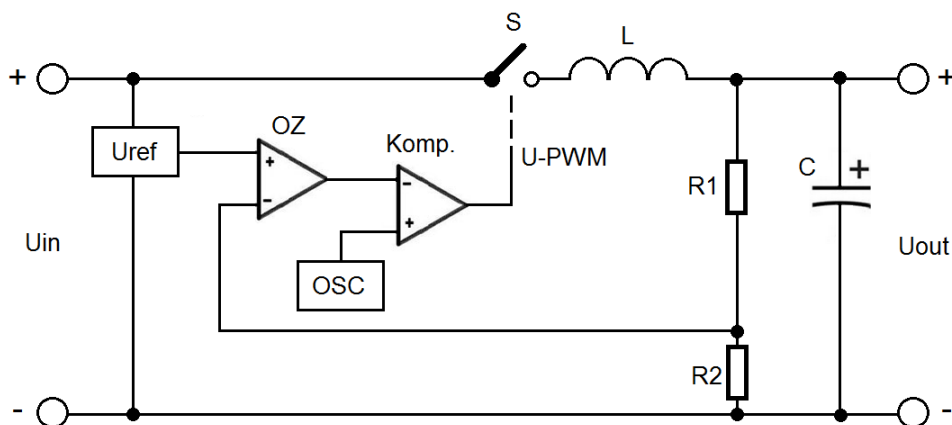 S
L
+
+
OZ
Komp.
Uref
+
-
-
+
U-PWM
R1
C
+
Uin
OSC
Uout
R2
-
-